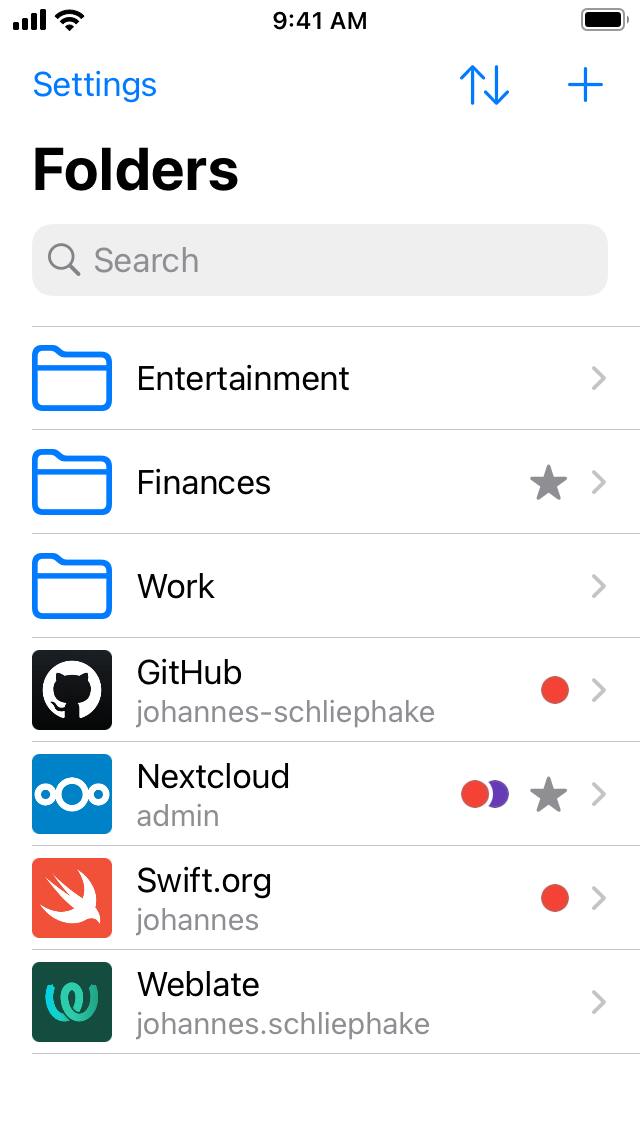 9:41 AM
Settings
Folders
Search
Entertainment
Finances
Work
GitHub
johannes-schliephake
Nextcloud
admin
Swift.org
johannes
Weblate
johannes.schliephake